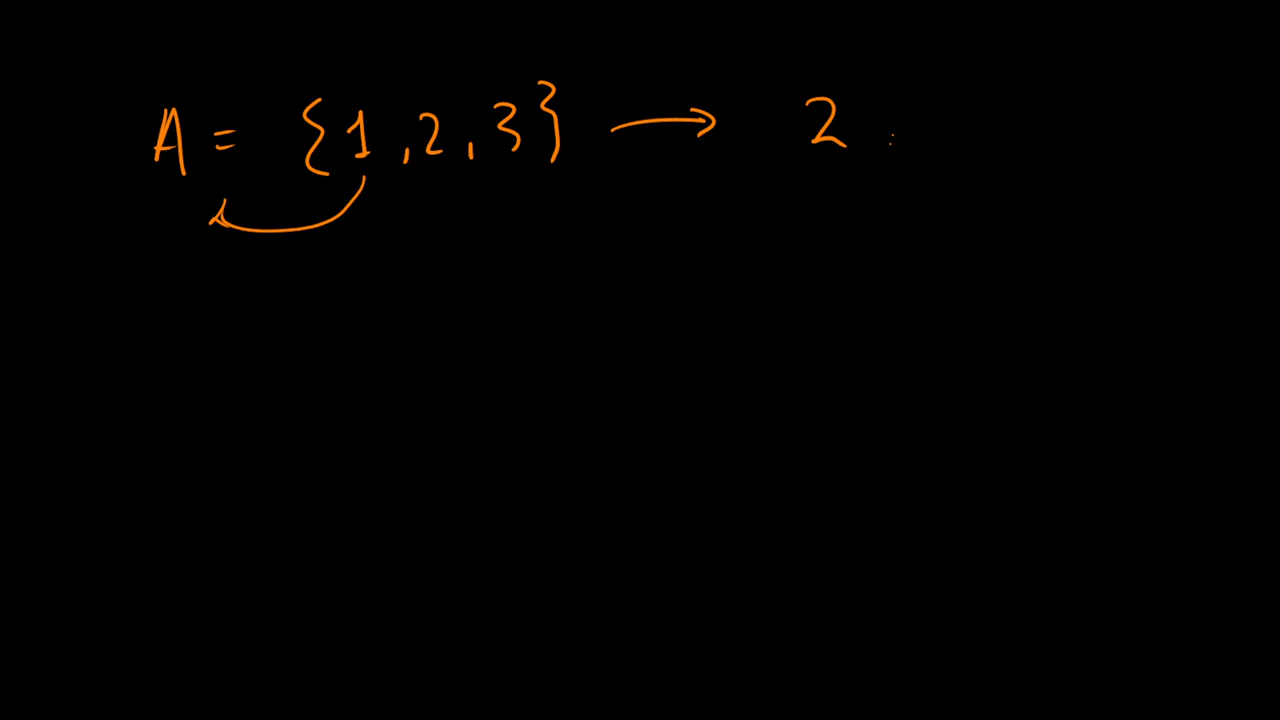 A = {1,2,3} → 2